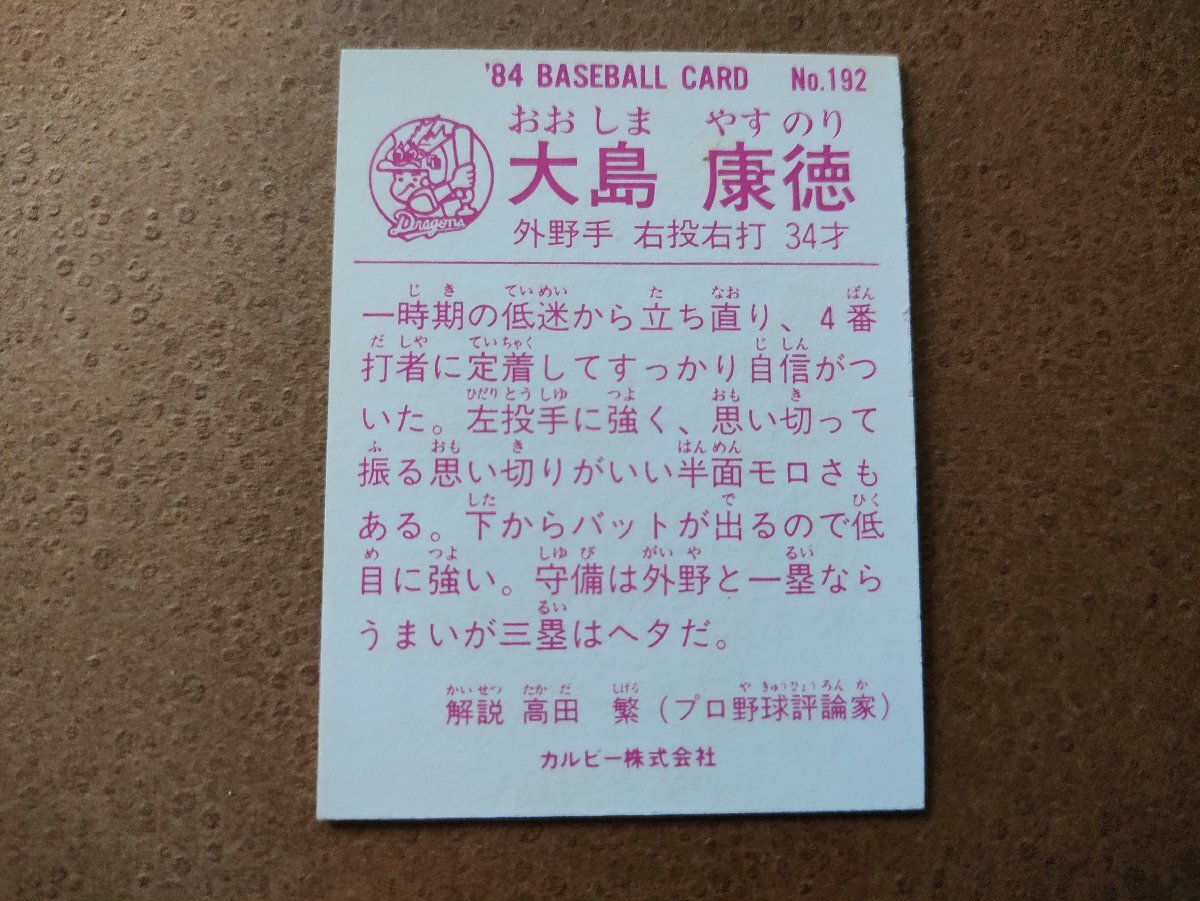 '84 BASEBALL CARD No.192
おおしま やすのり
大島 康徳
Dragons
外野手 右投右打 34才
じき ていめい た なお ばん
一時期の低迷から立ち直り、4番
だしや ていちやく じしん
打者に定着してすっかり自信がつ
ひだりとうしゆ つよ おも き
いた。左投手に強く、思い切って
ふ おも き はんめん
振る思い切りがいい半面モロさも
した で ひく
ある。下からバットが出るので低
め つよ しゆび がいや るい
目に強い。守備は外野と一塁なら
るい
うまいが三塁はヘタだ。
かいせつ たかだ しげる やきゆうひようろんか
解説 高田 繁(プロ野球評論家)
カルビー株式会社